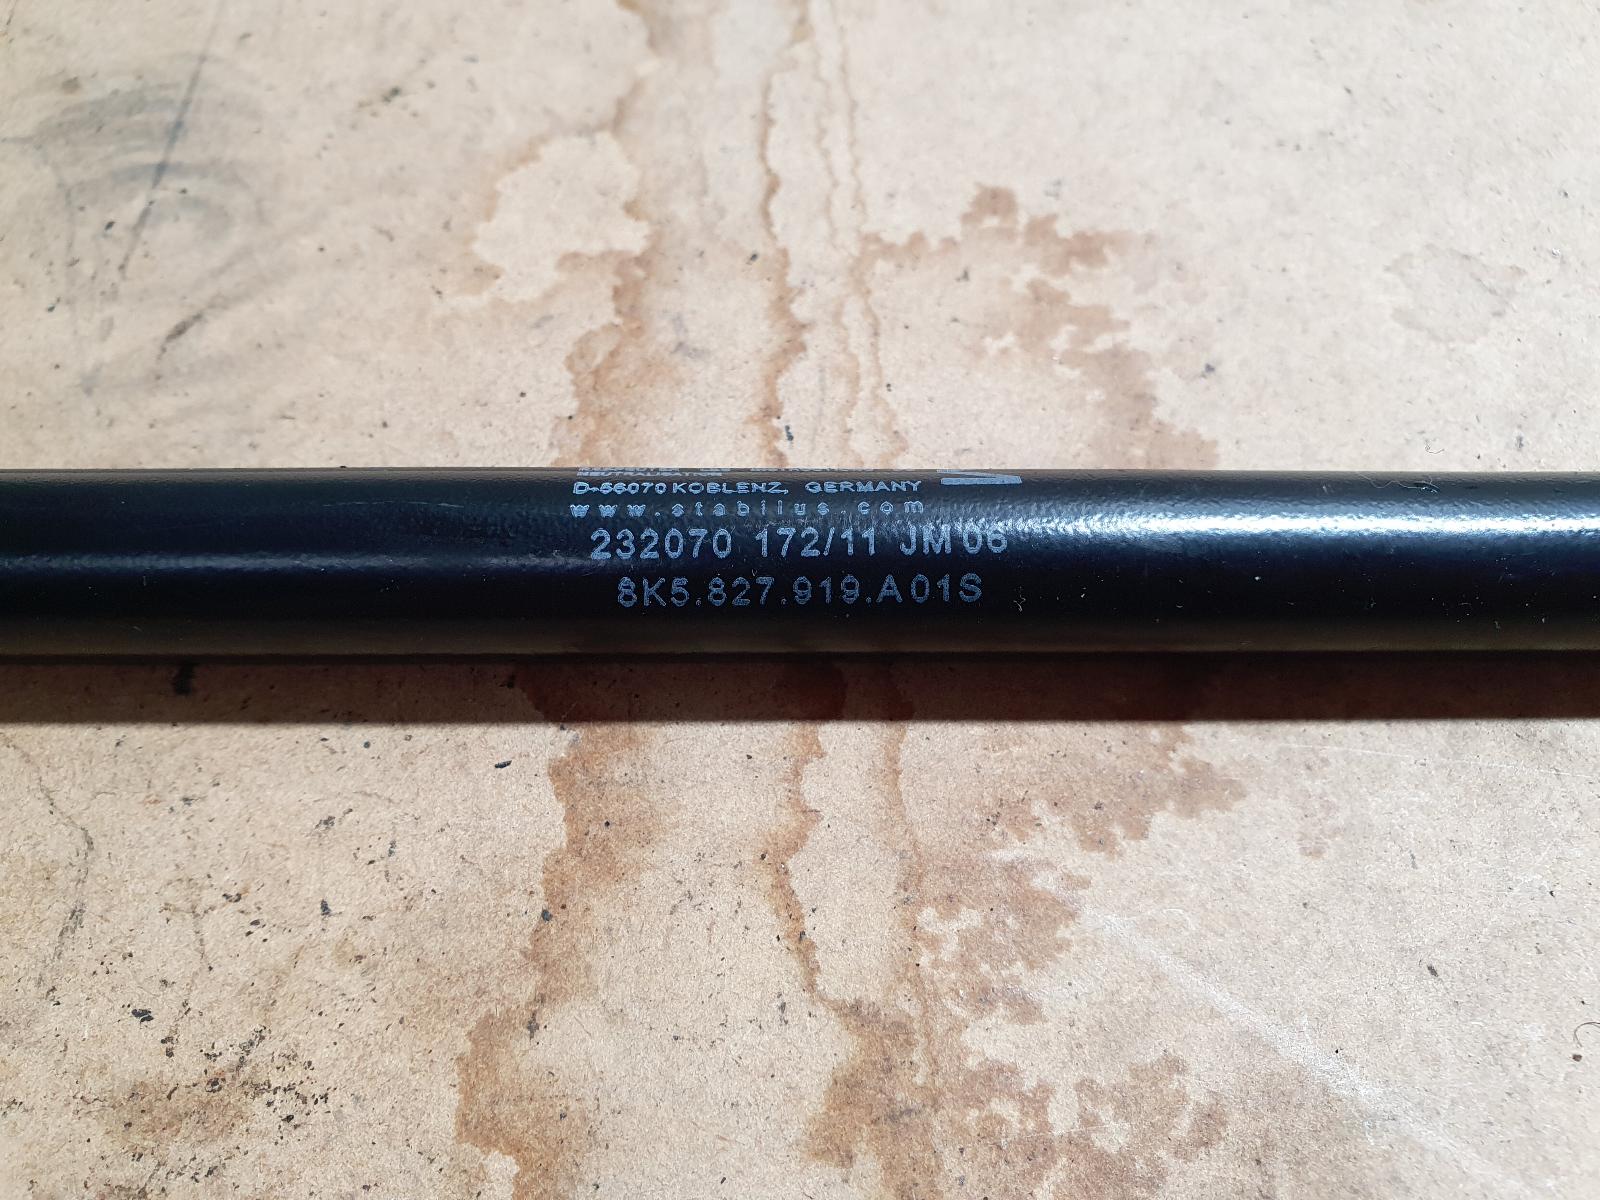 D-56070 KOBLENZ, GERMANY
www.stabilus.com
232070 172/11 JM 06
8K5.827.919.A01S